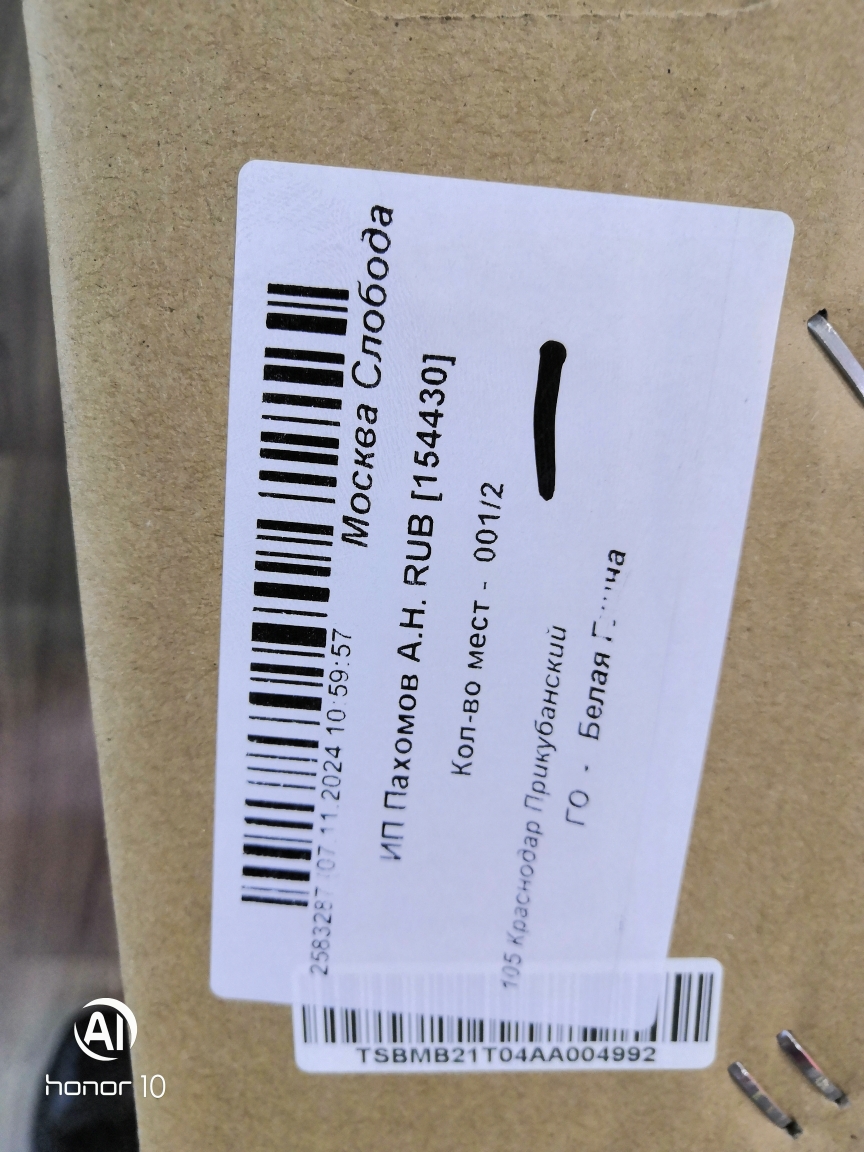 Москва Слобода
2583287 07 11.2024 10:59:57
ИП Пахомов А.Н. RUB [154430]
Кол-во мест - 001/2
105 Краснодар Прикубанский
ГО - Белая
TSBMB21T04AA004992
AI
honor 10